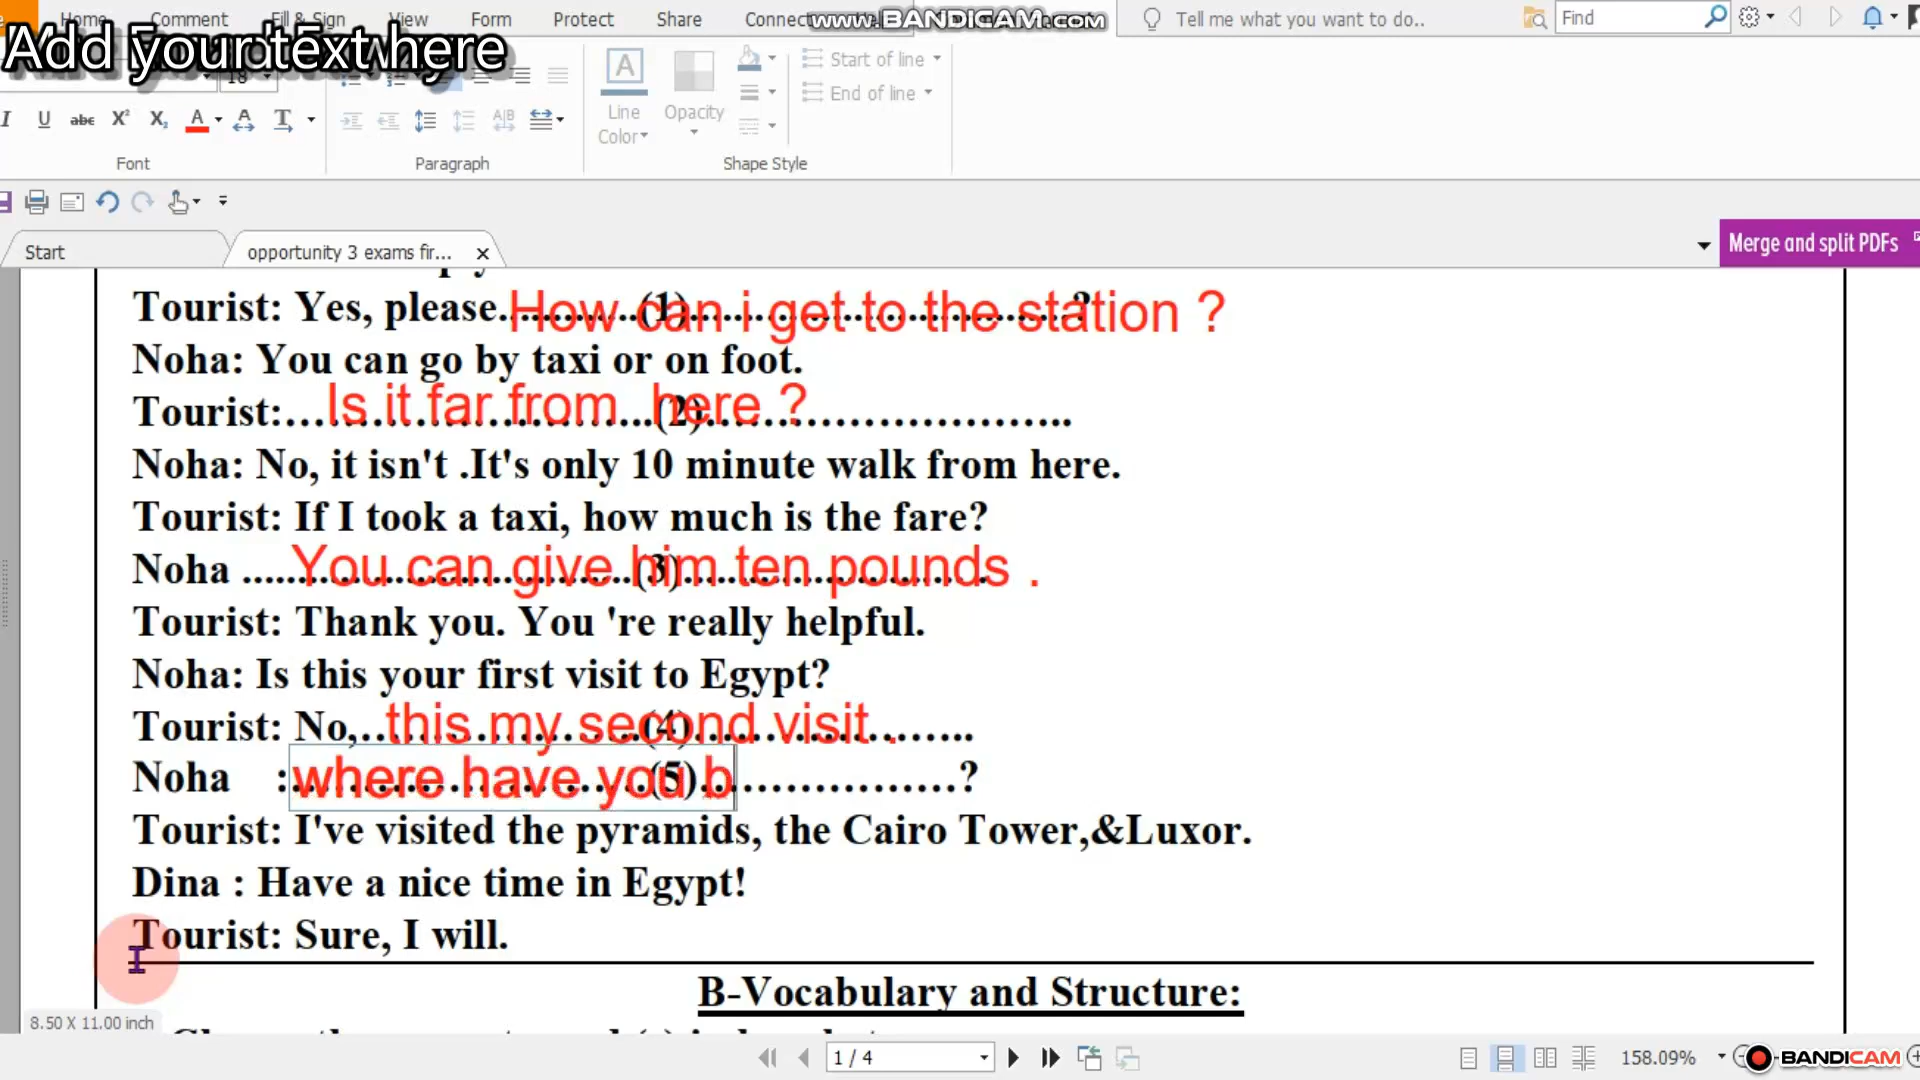 Home Comment Fill & Sign View Form Protect Share Connect www.BANDICAM.com Tell me what you want to do.. Find
Add your text here
18
Start of line
End of line
Line Color
Opacity
Font Paragraph Shape Style
Start
opportunity 3 exams fir...
Merge and split PDFs
Tourist: Yes, please............(1)................................?
How can i get to the station ?
Noha: You can go by taxi or on foot.
Tourist:.............................(2)...............................
Is it far from here ?
Noha: No, it isn't .It's only 10 minute walk from here.
Tourist: If I took a taxi, how much is the fare?
Noha ....................................(3)............................
You can give him ten pounds .
Tourist: Thank you. You 're really helpful.
Noha: Is this your first visit to Egypt?
Tourist: No,.........................(4).........................
this my second visit .
Noha :.................................(5)........................?
where have you b
Tourist: I've visited the pyramids, the Cairo Tower,&Luxor.
Dina : Have a nice time in Egypt!
Tourist: Sure, I will.
B-Vocabulary and Structure:
8.50 X 11.00 inch
1 / 4
158.09%
BANDICAM